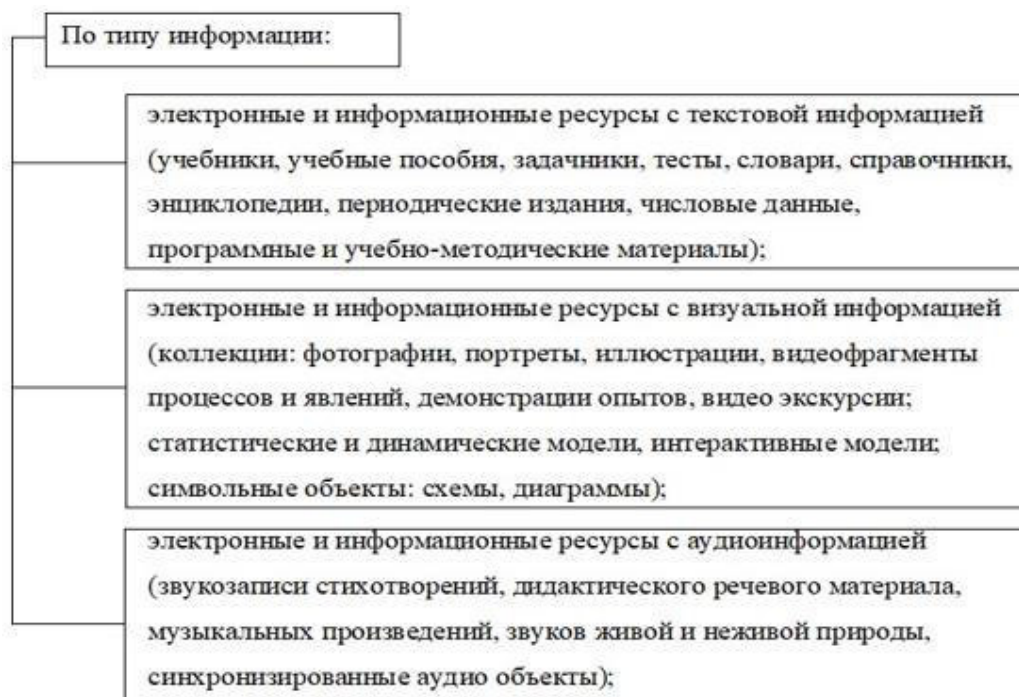 По типу информации:
электронные и информационные ресурсы с текстовой информацией
(учебники, учебные пособия, задачники, тесты, словари, справочники,
энциклопедии, периодические издания, числовые данные,
программные и учебно-методические материалы);
электронные и информационные ресурсы с визуальной информацией
(коллекции: фотографии, портреты, иллюстрации, видеофрагменты
процессов и явлений, демонстрации опытов, видео экскурсии;
статистические и динамические модели, интерактивные модели;
символьные объекты: схемы, диаграммы);
электронные и информационные ресурсы с аудиоинформацией
(звукозаписи стихотворений, дидактического речевого материала,
музыкальных произведений, звуков живой и неживой природы,
синхронизированные аудио объекты);